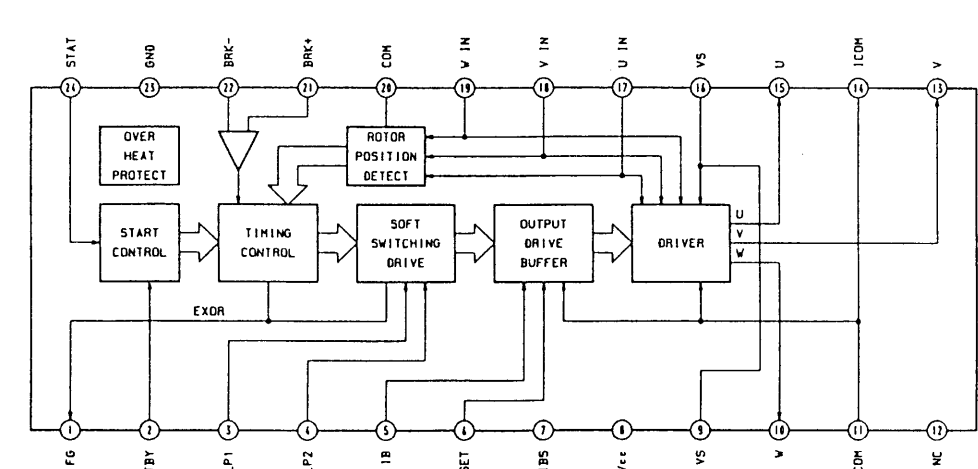 STAT
GND
BRK-
BRK+
COM
W IN
V IN
U IN
VS
U
ICOM
V
24
23
22
21
20
19
18
17
16
15
14
13
OVER
HEAT
PROTECT
ROTOR
POSITION
DETECT
START
CONTROL
TIMING
CONTROL
SOFT
SWITCHING
DRIVE
OUTPUT
DRIVE
BUFFER
DRIVER
U
V
W
EXOR
1
2
3
4
5
6
7
8
9
10
11
12
FG
TBY
LP1
LP2
IB
SET
IBS
Vcc
VS
W
COM
NC